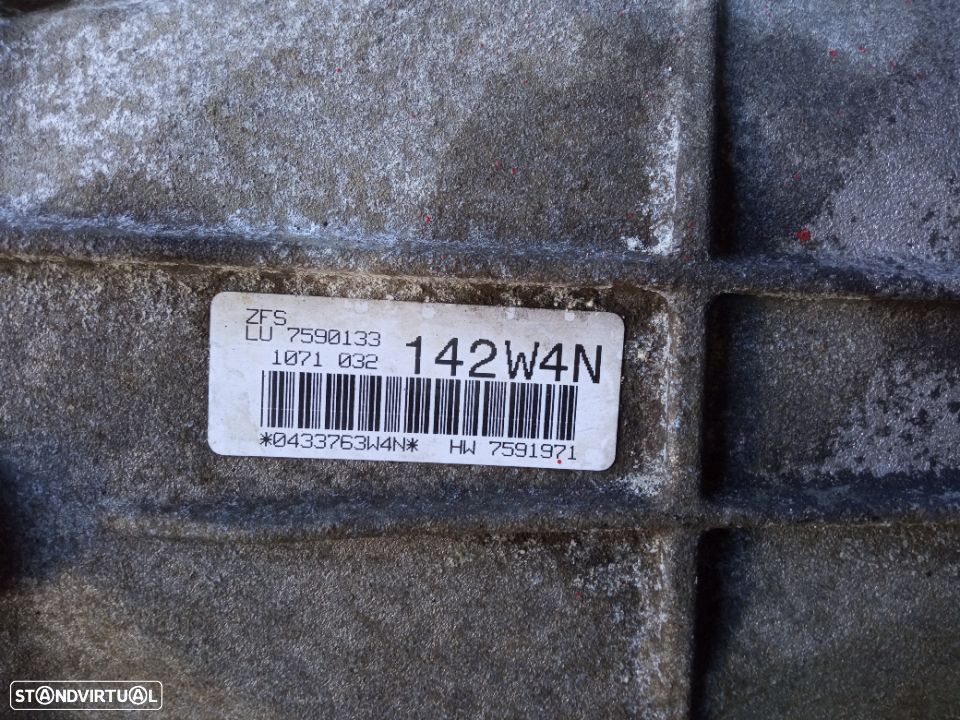 ZFS
LU 7590133
1071 032 142W4N
*0433763W4N* HW 7591971
STANDVIRTUAL